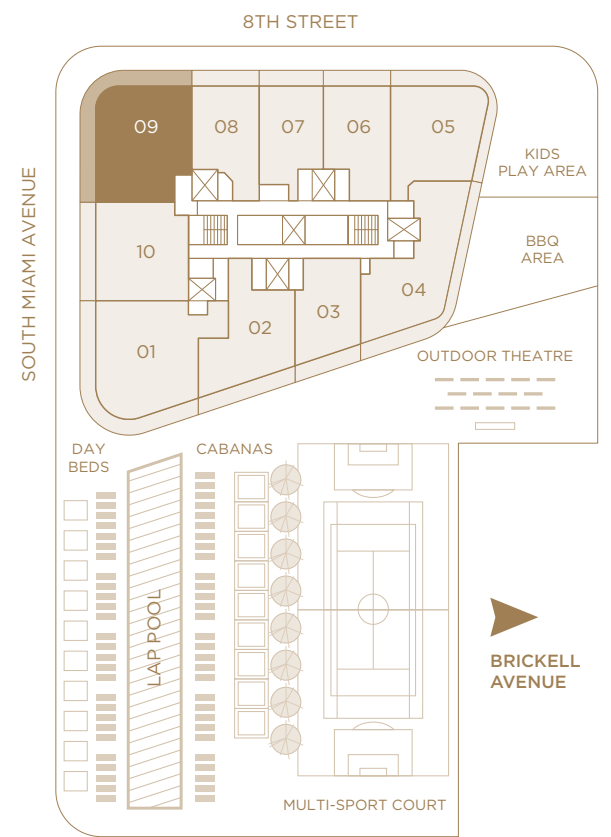 8TH STREET
SOUTH MIAMI AVENUE
09
08
07
06
05
KIDS
PLAY AREA
10
BBQ
AREA
04
03
02
01
OUTDOOR THEATRE
DAY
BEDS
CABANAS
LAP POOL
BRICKELL
AVENUE
MULTI-SPORT COURT